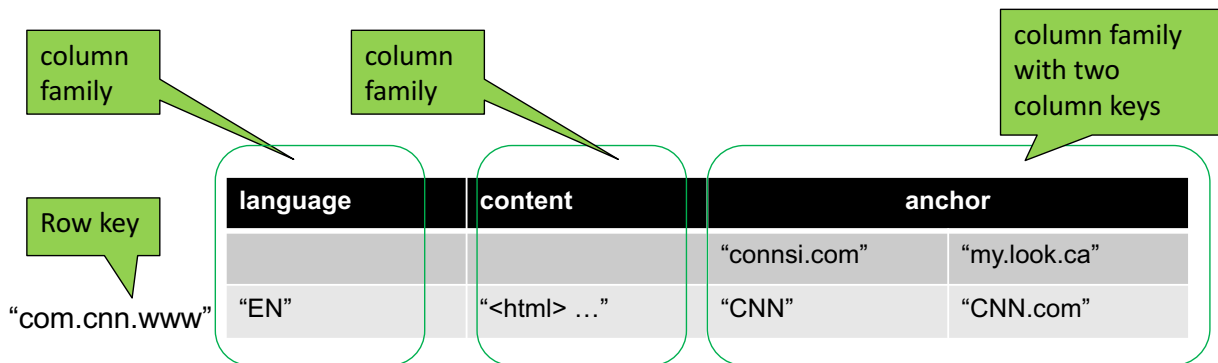 column
family
column
family
column family
with two
column keys
language content anchor
Row key
“connsi.com” “my.look.ca”
“com.cnn.www” “EN” “<html> …” “CNN” “CNN.com”